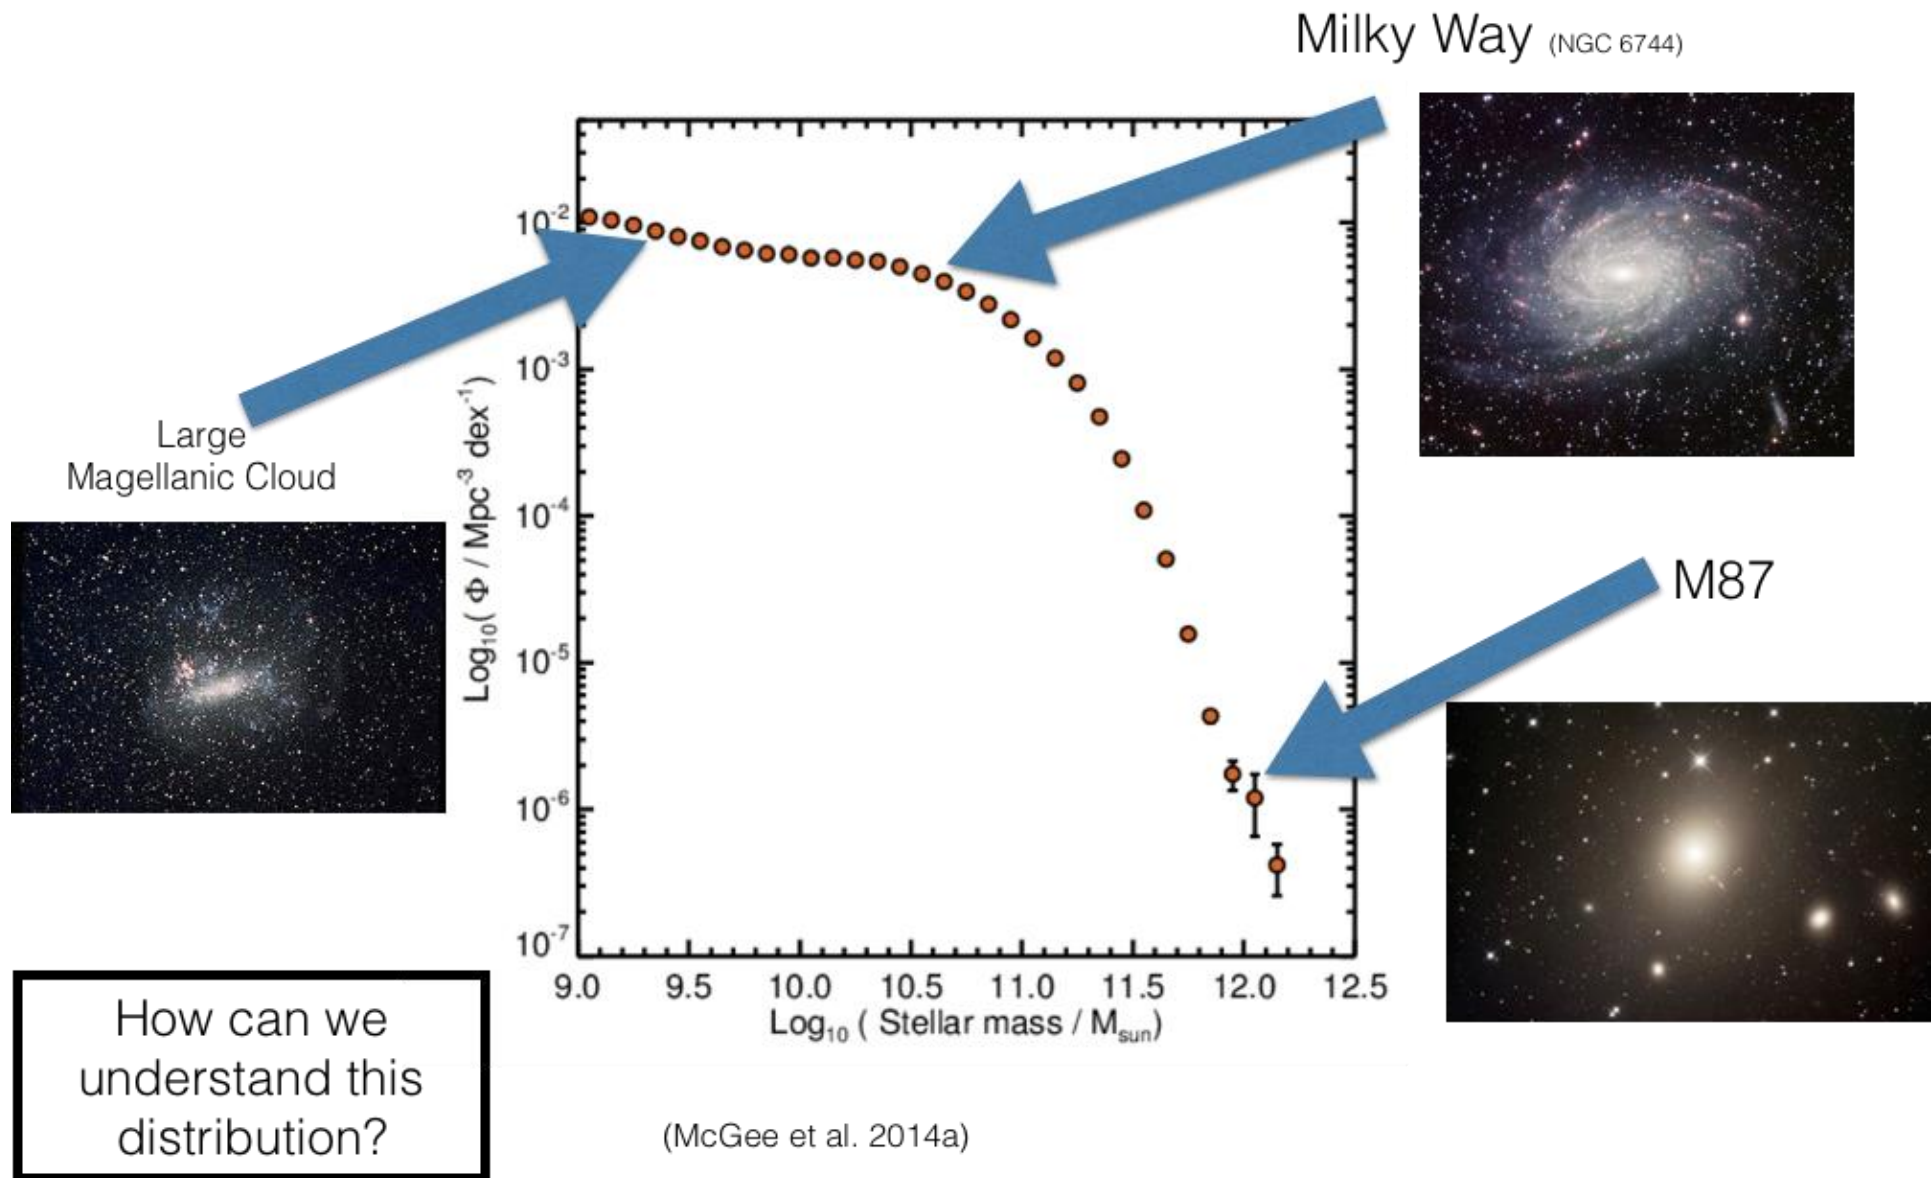 Milky Way (NGC 6744)
Large
Magellanic Cloud
M87
Log₁₀( Φ / Mpc⁻³ dex⁻¹)
10⁻²
10⁻³
10⁻⁴
10⁻⁵
10⁻⁶
10⁻⁷
9.0 9.5 10.0 10.5 11.0 11.5 12.0 12.5
Log₁₀ ( Stellar mass / Mₛᵤₙ)
How can we
understand this
distribution?
(McGee et al. 2014a)